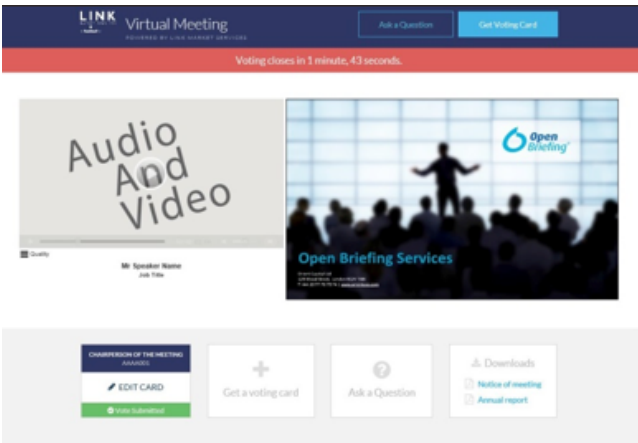 LINK
Virtual Meeting
POWERED BY LINK MARKET SERVICES
Ask a Question
Get Voting Card
Voting closes in 1 minute, 43 seconds.
Audio
And
Video
Open
Briefing
Open Briefing Services
Quality
Mr Speaker Name
Job Title
CHAIRPERSON OF THE MEETING
EDIT CARD
Vote Submitted
Get a voting card
Ask a Question
Downloads
Notice of meeting
Annual report